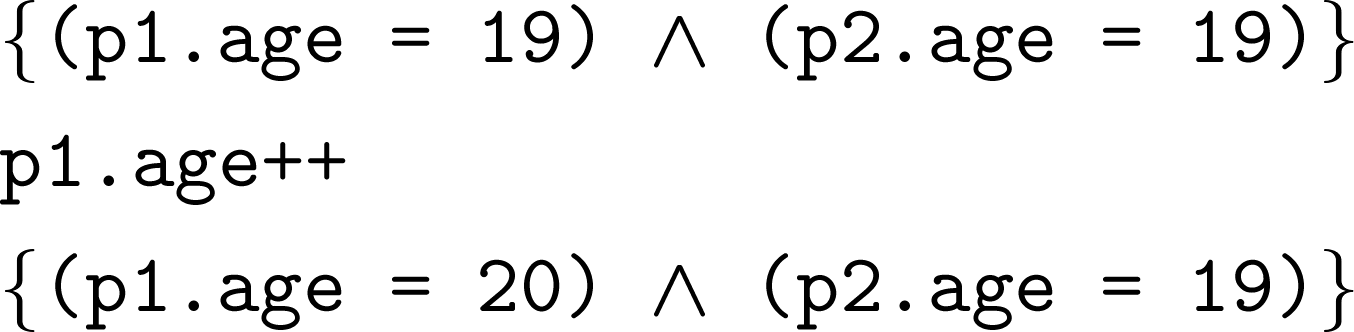 {(p1.age = 19) ∧ (p2.age = 19)}
p1.age++
{(p1.age = 20) ∧ (p2.age = 19)}